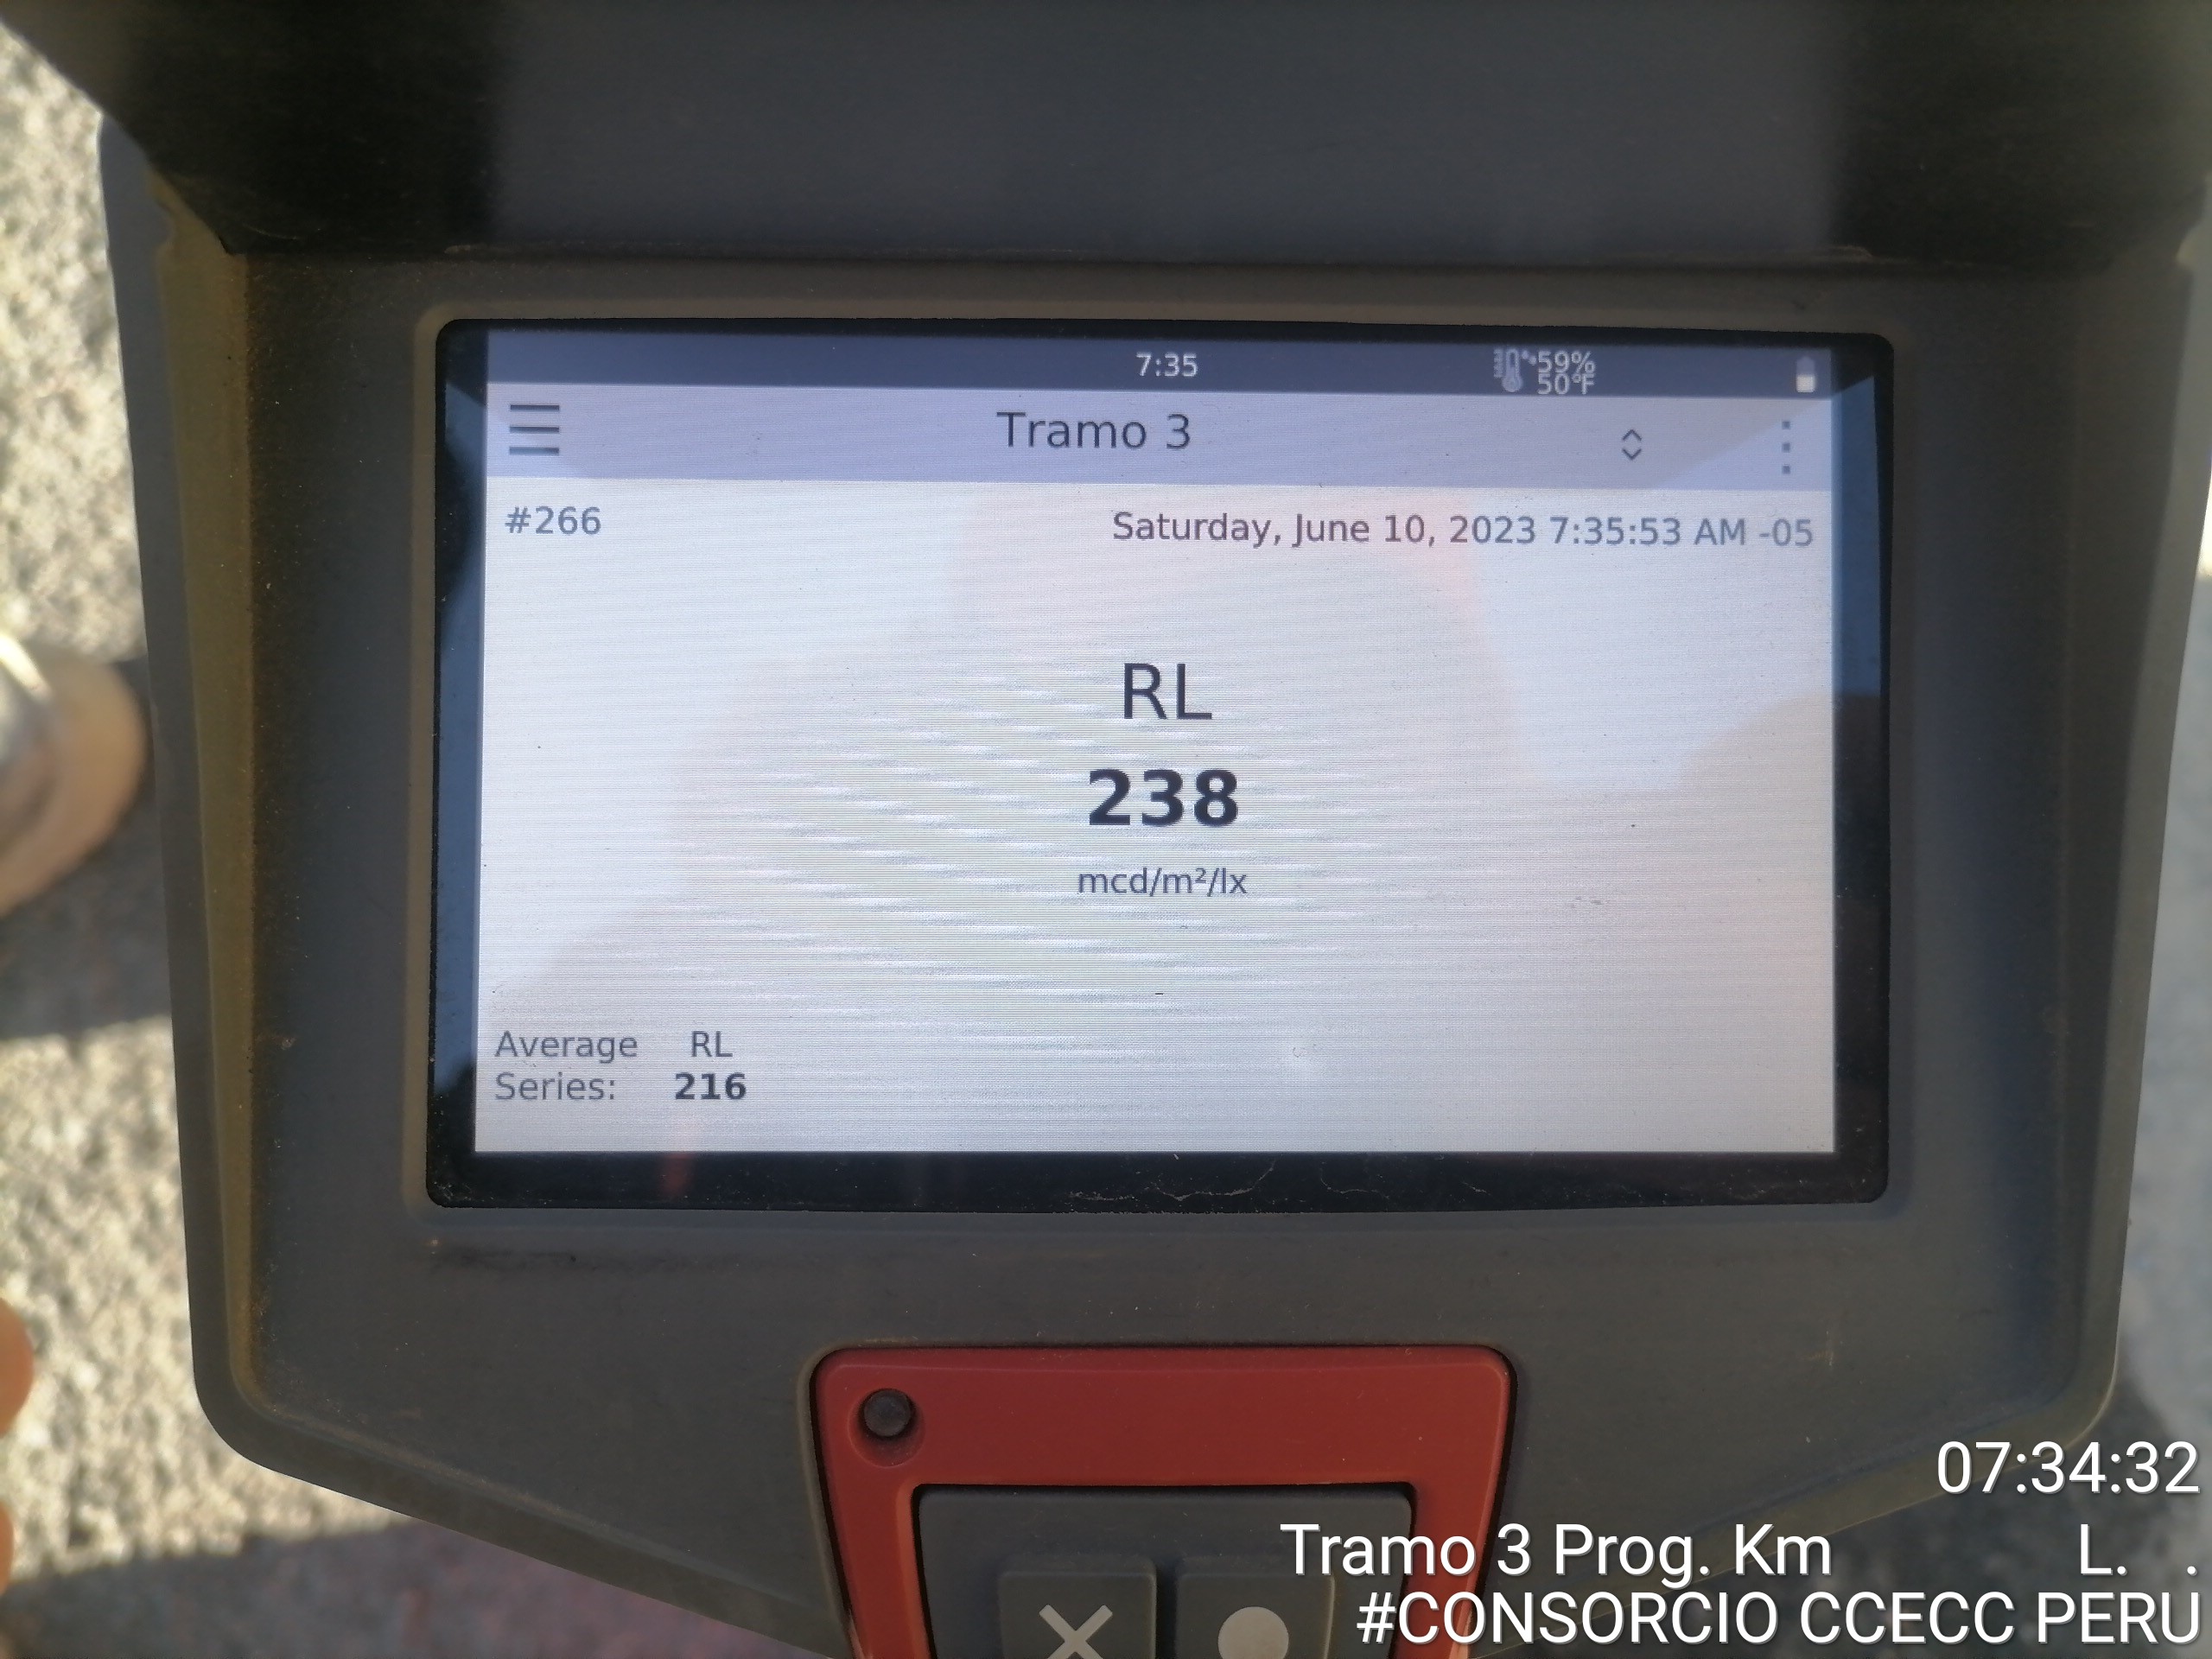 7:35
59%
50°F
Tramo 3
#266
Saturday, June 10, 2023 7:35:53 AM -05
RL
238
mcd/m²/lx
Average RL
Series: 216
07:34:32
Tramo 3 Prog. Km L. .
#CONSORCIO CCECC PERU